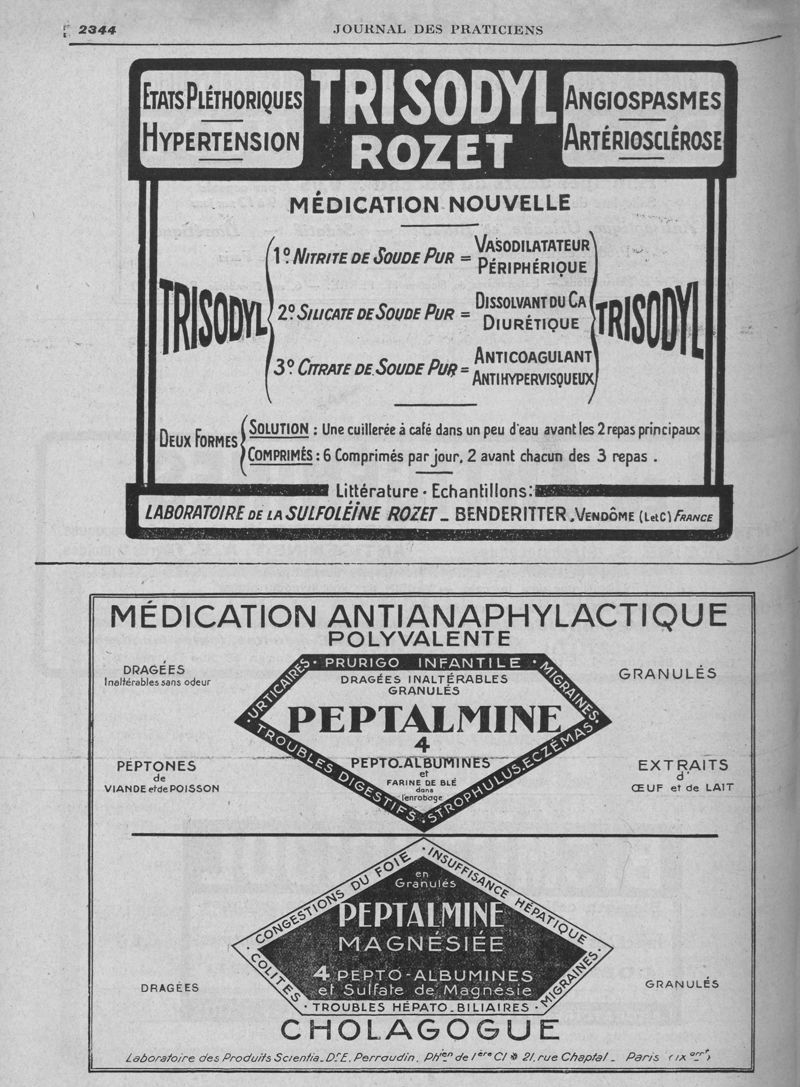 2344
JOURNAL DES PRATICIENS
ETATS PLÉTHORIQUES
HYPERTENSION
TRISODYL
ROZET
ANGIOSPASMES
ARTÉRIOSCLÉROSE
MÉDICATION NOUVELLE
TRISODYL
1º. NITRITE DE SOUDE PUR = VASODILATATEUR
PÉRIPHÉRIQUE
2º. SILICATE DE SOUDE PUR = DISSOLVANT DU CA
DIURÉTIQUE
3º. CITRATE DE SOUDE PUR = ANTICOAGULANT
ANTIHYPERVISQUEUX
TRISODYL
DEUX FORMES
SOLUTION : Une cuillerée à café dans un peu d'eau avant les 2 repas principaux
COMPRIMÉS : 6 Comprimés par jour, 2 avant chacun des 3 repas .
Littérature - Echantillons:
LABORATOIRE DE LA SULFOLÉINE ROZET _ BENDERITTER . VENDÔME (L et C) FRANCE
MÉDICATION ANTIANAPHYLACTIQUE
POLYVALENTE
DRAGÉES
Inaltérables sans odeur
GRANULÉS
· URTICAIRES · PRURIGO INFANTILE · MIGRAINES ·
DRAGÉES INALTÉRABLES
GRANULÉS
PEPTALMINE
4
PEPTO-ALBUMINES
et
FARINE DE BLÉ
dans
l'enrobage
TROUBLES DIGESTIFS · STROPHULUS · ECZÉMAS ·
PEPTONES
de
VIANDE et de POISSON
EXTRAITS
d'
ŒUF et de LAIT
· CONGESTIONS DU FOIE · INSUFFISANCE HÉPATIQUE
en
Granulés
PEPTALMINE
MAGNÉSIÉE
4 PEPTO-ALBUMINES
et Sulfate de Magnésie
· COLITES · TROUBLES HÉPATO-BILIAIRES · MIGRAINES ·
DRAGÉES
GRANULÉS
CHOLAGOGUE
Laboratoire des Produits Scientia_Dr E. Perraudin, Phien de 1ère Cl 21, rue Chaptal _ Paris (IX arrt)